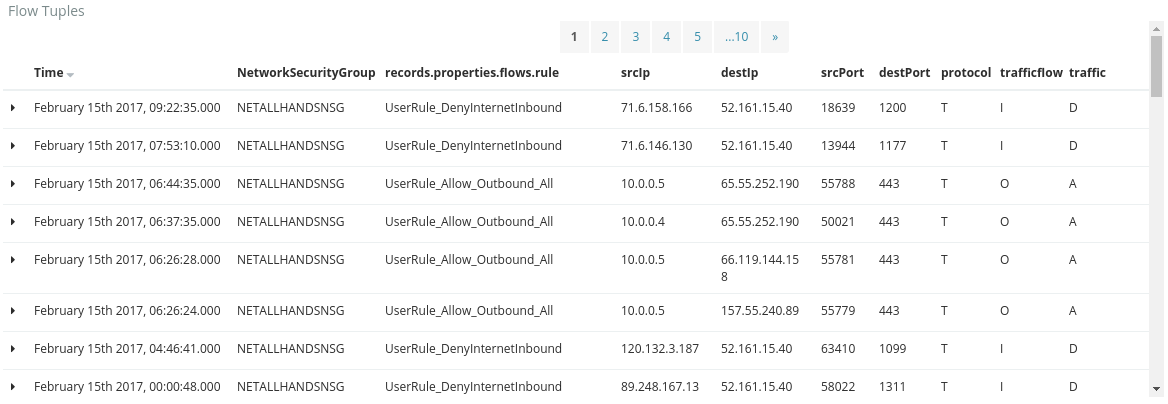 Flow Tuples
1 2 3 4 5 ...10 »
Time NetworkSecurityGroup records.properties.flows.rule srcIp destIp srcPort destPort protocol trafficflow traffic
February 15th 2017, 09:22:35.000 NETALLHANDSNSG UserRule_DenyInternetInbound 71.6.158.166 52.161.15.40 18639 1200 T I D
February 15th 2017, 07:53:10.000 NETALLHANDSNSG UserRule_DenyInternetInbound 71.6.146.130 52.161.15.40 13944 1177 T I D
February 15th 2017, 06:44:35.000 NETALLHANDSNSG UserRule_Allow_Outbound_All 10.0.0.5 65.55.252.190 55788 443 T O A
February 15th 2017, 06:37:35.000 NETALLHANDSNSG UserRule_Allow_Outbound_All 10.0.0.4 65.55.252.190 50021 443 T O A
February 15th 2017, 06:26:28.000 NETALLHANDSNSG UserRule_Allow_Outbound_All 10.0.0.5 66.119.144.15 55781 443 T O A
8
February 15th 2017, 06:26:24.000 NETALLHANDSNSG UserRule_Allow_Outbound_All 10.0.0.5 157.55.240.89 55779 443 T O A
February 15th 2017, 04:46:41.000 NETALLHANDSNSG UserRule_DenyInternetInbound 120.132.3.187 52.161.15.40 63410 1099 T I D
February 15th 2017, 00:00:48.000 NETALLHANDSNSG UserRule_DenyInternetInbound 89.248.167.13 52.161.15.40 58022 1311 T I D